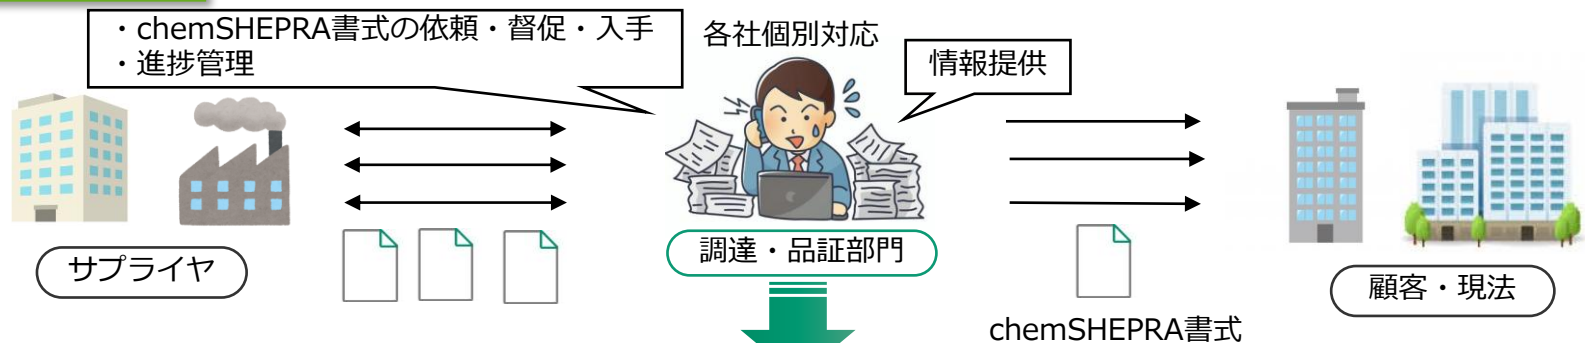 ・chemSHEPRA書式の依頼・督促・入手
・進捗管理
各社個別対応
情報提供
サプライヤ
調達・品証部門
顧客・現法
chemSHEPRA書式